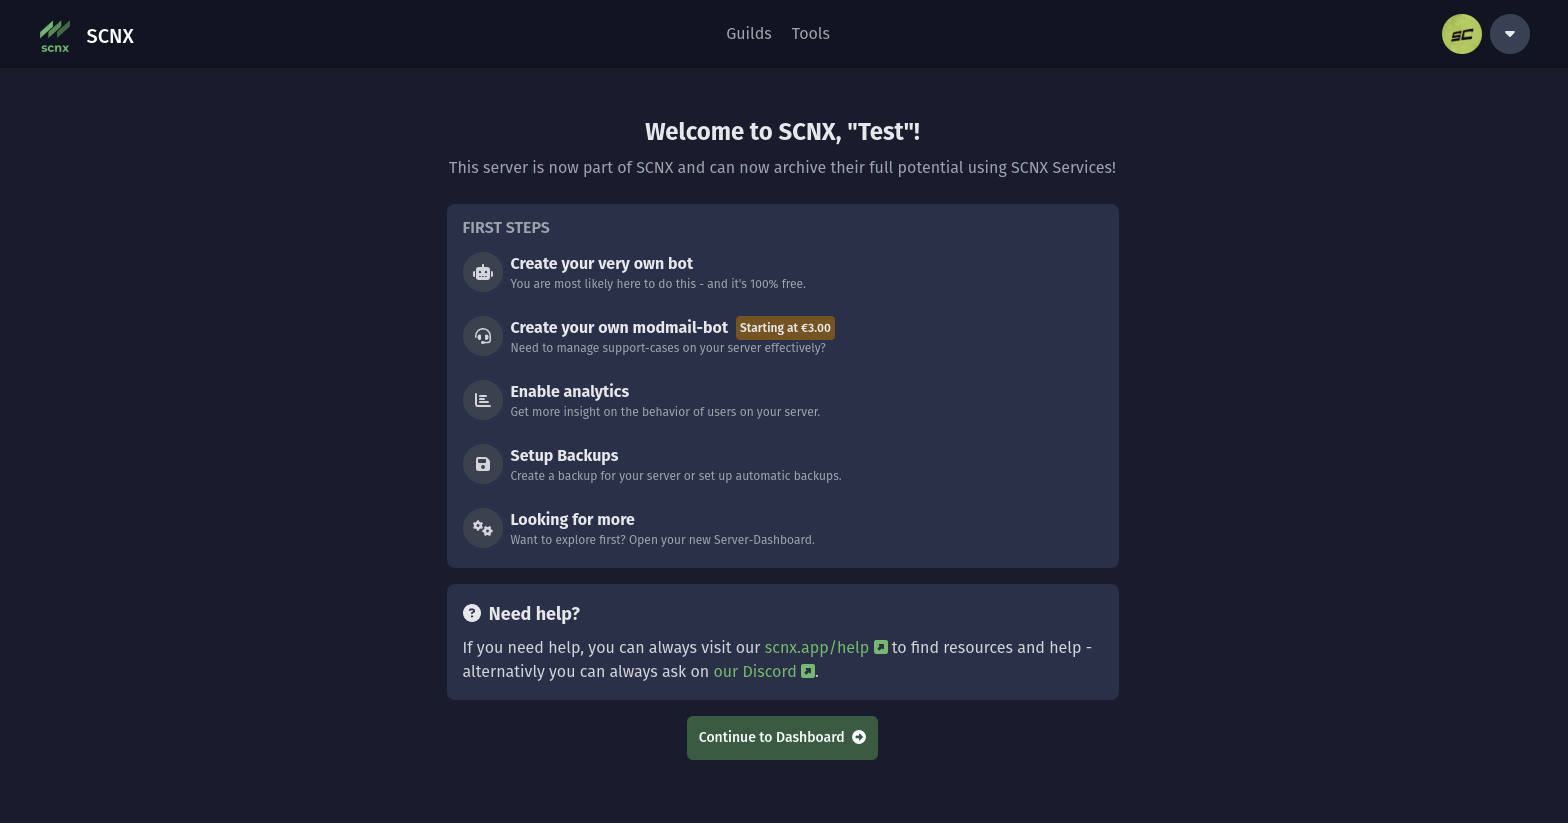 scnx
SCNX
Guilds
Tools
SC
Welcome to SCNX, "Test"!
This server is now part of SCNX and can now archive their full potential using SCNX Services!
FIRST STEPS
Create your very own bot
You are most likely here to do this - and it's 100% free.
Create your own modmail-bot Starting at €3.00
Need to manage support-cases on your server effectively?
Enable analytics
Get more insight on the behavior of users on your server.
Setup Backups
Create a backup for your server or set up automatic backups.
Looking for more
Want to explore first? Open your new Server-Dashboard.
Need help?
If you need help, you can always visit our scnx.app/help to find resources and help -
alternativly you can always ask on our Discord .
Continue to Dashboard